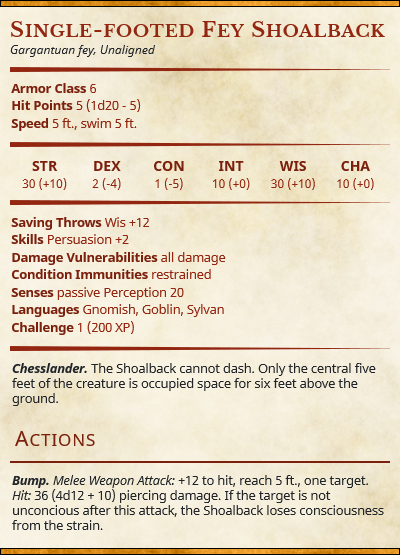 Single-footed Fey Shoalback
Gargantuan fey, Unaligned
Armor Class 6
Hit Points 5 (1d20 - 5)
Speed 5 ft., swim 5 ft.
STR DEX CON INT WIS CHA
30 (+10) 2 (-4) 1 (-5) 10 (+0) 30 (+10) 10 (+0)
Saving Throws Wis +12
Skills Persuasion +2
Damage Vulnerabilities all damage
Condition Immunities restrained
Senses passive Perception 20
Languages Gnomish, Goblin, Sylvan
Challenge 1 (200 XP)
Chesslander. The Shoalback cannot dash. Only the central five
feet of the creature is occupied space for six feet above the
ground.
Actions
Bump. Melee Weapon Attack: +12 to hit, reach 5 ft., one target.
Hit: 36 (4d12 + 10) piercing damage. If the target is not
unconcious after this attack, the Shoalback loses consciousness
from the strain.